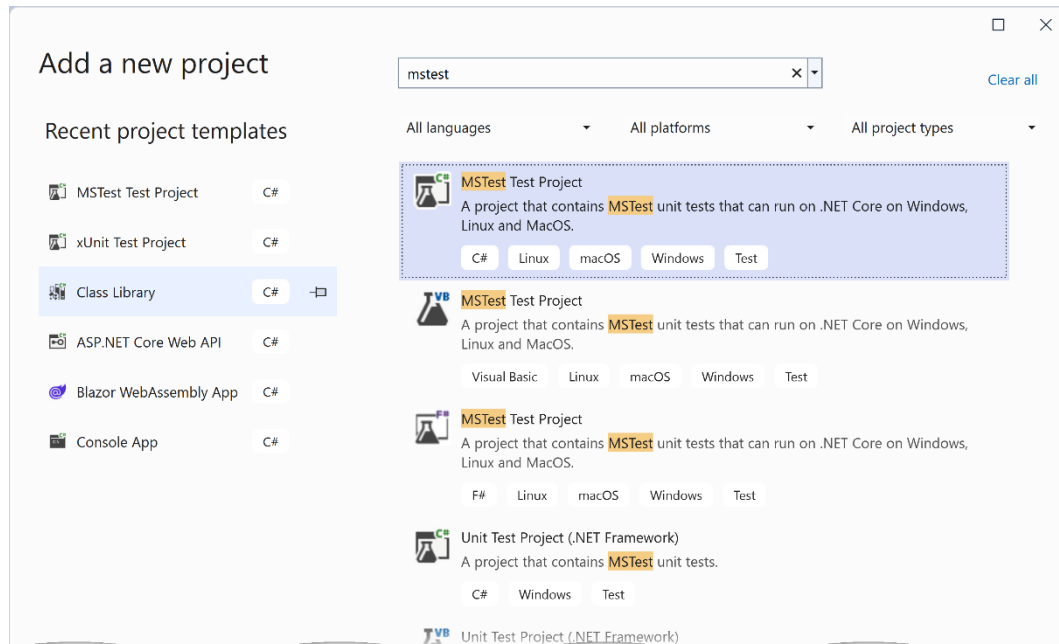 Add a new project
mstest
Clear all
Recent project templates
All languages
All platforms
All project types
MSTest Test Project
C#
xUnit Test Project
C#
Class Library
C#
ASP.NET Core Web API
C#
Blazor WebAssembly App
C#
Console App
C#
C#
MSTest Test Project
A project that contains MSTest unit tests that can run on .NET Core on Windows,
Linux and MacOS.
C# Linux macOS Windows Test
VB
MSTest Test Project
A project that contains MSTest unit tests that can run on .NET Core on Windows,
Linux and MacOS.
Visual Basic Linux macOS Windows Test
F#
MSTest Test Project
A project that contains MSTest unit tests that can run on .NET Core on Windows,
Linux and MacOS.
F# Linux macOS Windows Test
C#
Unit Test Project (.NET Framework)
A project that contains MSTest unit tests.
C# Windows Test
VB
Unit Test Project (.NET Framework)